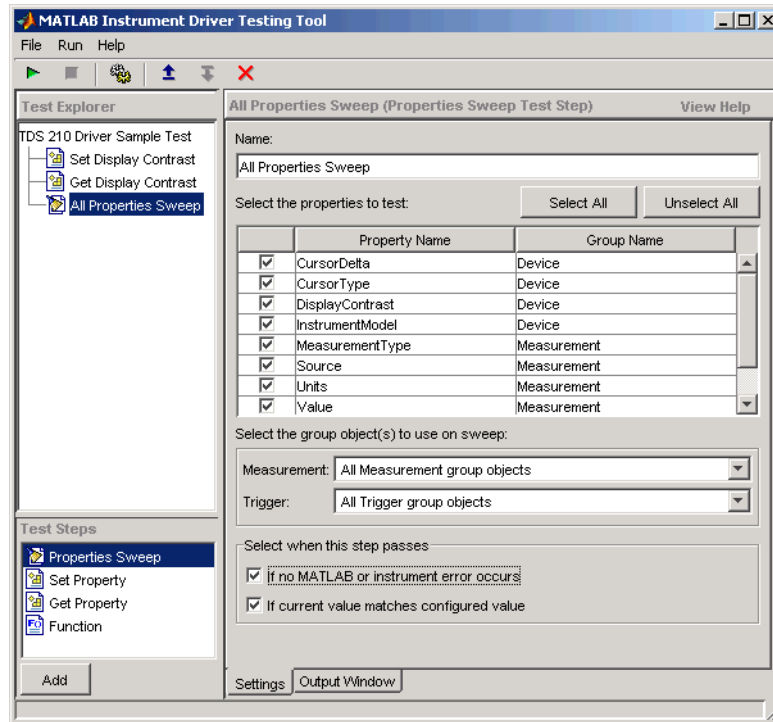 MATLAB Instrument Driver Testing Tool
File Run Help
Test Explorer
TDS 210 Driver Sample Test
Set Display Contrast
Get Display Contrast
All Properties Sweep
Test Steps
Properties Sweep
Set Property
Get Property
Function
Add
All Properties Sweep (Properties Sweep Test Step) View Help
Name:
All Properties Sweep
Select the properties to test: Select All Unselect All
Property Name Group Name
CursorDelta Device
CursorType Device
DisplayContrast Device
InstrumentModel Device
MeasurementType Measurement
Source Measurement
Units Measurement
Value Measurement
Select the group object(s) to use on sweep:
Measurement: All Measurement group objects
Trigger: All Trigger group objects
Select when this step passes
If no MATLAB or instrument error occurs
If current value matches configured value
Settings Output Window